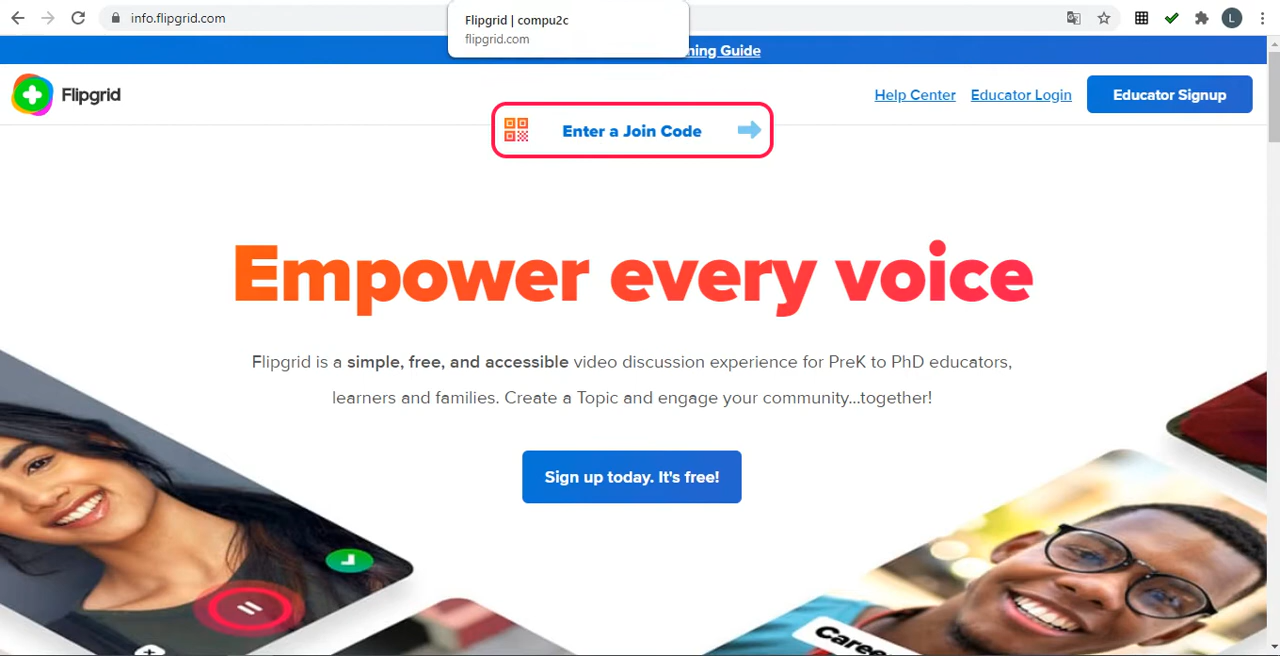 info.flipgrid.com
Flipgrid | compu2c
flipgrid.com
L
Guide
Flipgrid
Help Center
Educator Login
Educator Signup
Enter a Join Code
Empower every voice
Flipgrid is a simple, free, and accessible video discussion experience for PreK to PhD educators,
learners and families. Create a Topic and engage your community...together!
Sign up today. It's free!